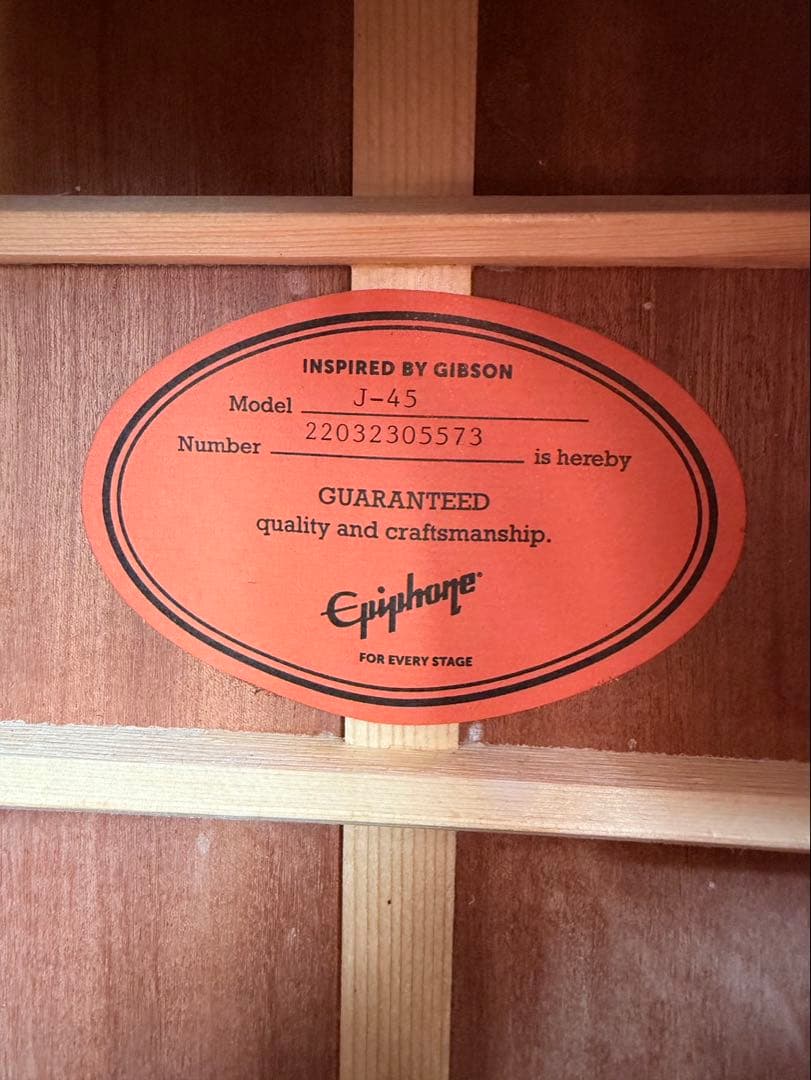 INSPIRED BY GIBSON
Model J-45
Number 22032305573 is hereby
GUARANTEED
quality and craftsmanship.
Epiphone®
FOR EVERY STAGE